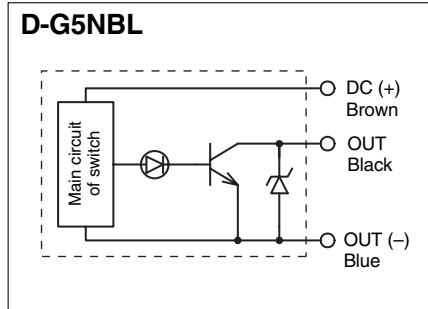 D-G5NBL
Main circuit
of switch
DC (+)
Brown
OUT
Black
OUT (–)
Blue